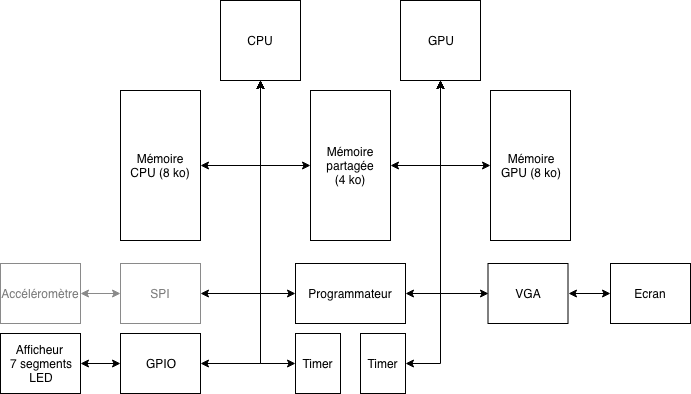 CPU
GPU
Mémoire
CPU (8 ko)
Mémoire
partagée
(4 ko)
Mémoire
GPU (8 ko)
Accéléromètre
SPI
Programmateur
VGA
Ecran
Afficheur
7 segments
LED
GPIO
Timer
Timer